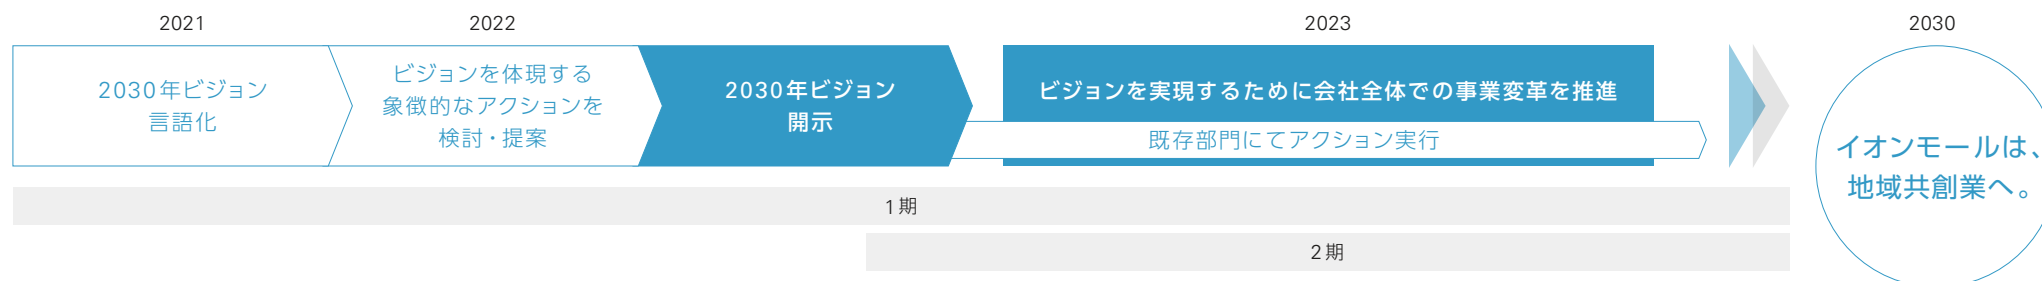 2021
2022
2023
2030
2030年ビジョン
言語化
ビジョンを体現する
象徴的なアクションを
検討・提案
2030年ビジョン
開示
ビジョンを実現するために会社全体での事業変革を推進
既存部門にてアクション実行
イオンモールは、
地域共創業へ。
1期
2期